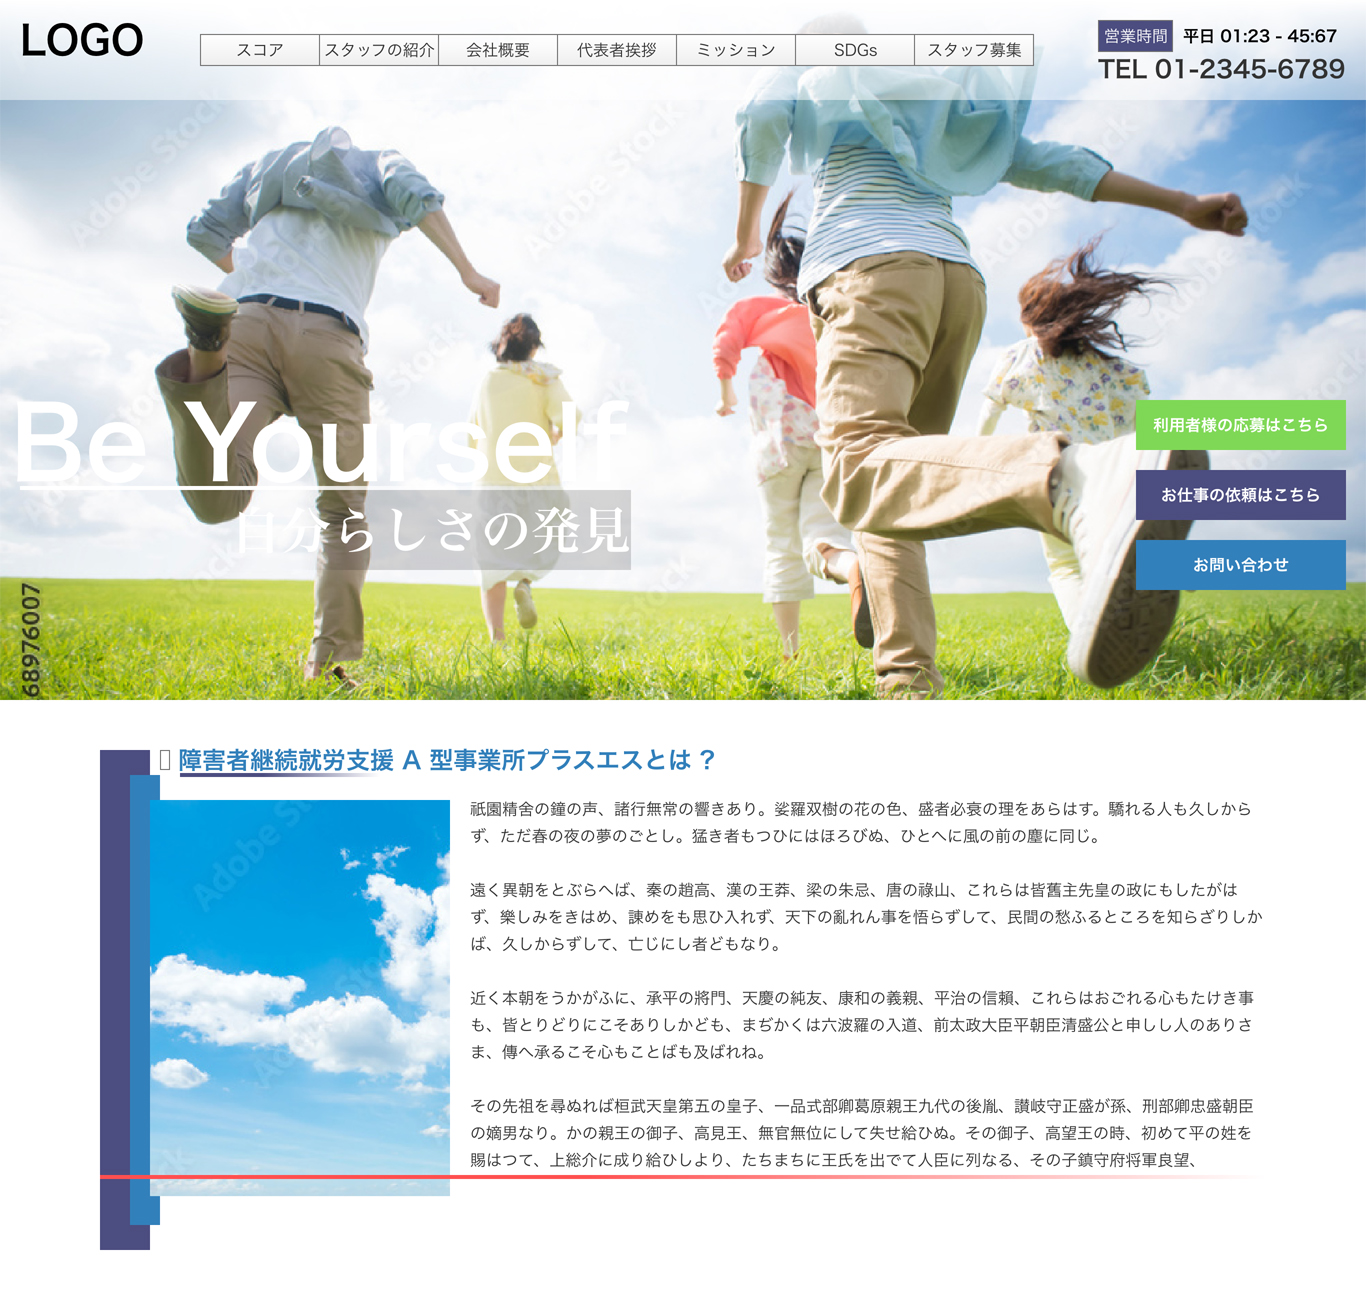 LOGO
スコア
スタッフの紹介
会社概要
代表者挨拶
ミッション
SDGs
スタッフ募集
営業時間
平日 01:23 - 45:67
TEL 01-2345-6789
Be Yourself
自分らしさの発見
利用者様の応募はこちら
お仕事の依頼はこちら
お問い合わせ
68976007
Adobe Stock
障害者継続就労支援 A 型事業所プラスエスとは ?
祇園精舎の鐘の声、諸行無常の響きあり。娑羅双樹の花の色、盛者必衰の理をあらはす。驕れる人も久しから
ず、ただ春の夜の夢のごとし。猛き者もつひにはほろびぬ、ひとへに風の前の塵に同じ。
遠く異朝をとぶらへば、秦の趙高、漢の王莽、梁の朱忌、唐の祿山、これらは皆舊主先皇の政にもしたがは
ず、樂しみをきはめ、諌めをも思ひ入れず、天下の亂れん事を悟らずして、民間の愁ふるところを知らざりしか
ば、久しからずして、亡じにし者どもなり。
近く本朝をうかがふに、承平の將門、天慶の純友、康和の義親、平治の信賴、これらはおごれる心もたけき事
も、皆とりどりにこそありしかども、まぢかくは六波羅の入道、前太政大臣平朝臣清盛公と申しし人のありさ
ま、傳へ承るこそ心もことばも及ばれね。
その先祖を尋ぬれば桓武天皇第五の皇子、一品式部卿葛原親王九代の後胤、讃岐守正盛が孫、刑部卿忠盛朝臣
の嫡男なり。かの親王の御子、高見王、無官無位にして失せ給ひぬ。その御子、高望王の時、初めて平の姓を
賜はつて、上総介に成り給ひしより、たちまちに王氏を出でて人臣に列なる、その子鎮守府将軍良望、